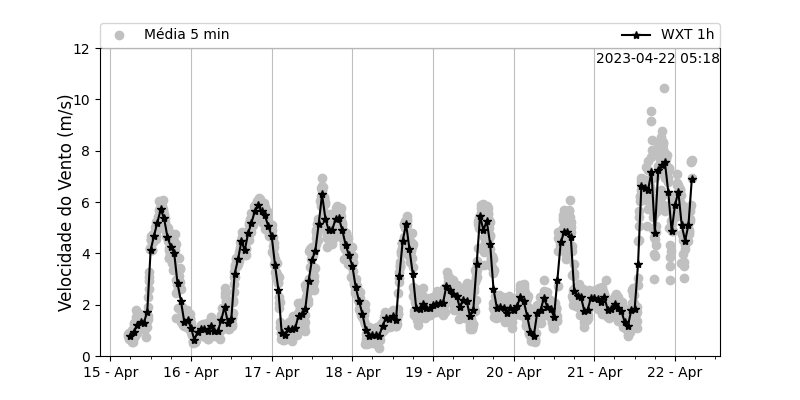 Média 5 min WXT 1h
2023-04-22 05:18
Velocidade do Vento (m/s)
12
10
8
6
4
2
0
15 - Apr 16 - Apr 17 - Apr 18 - Apr 19 - Apr 20 - Apr 21 - Apr 22 - Apr